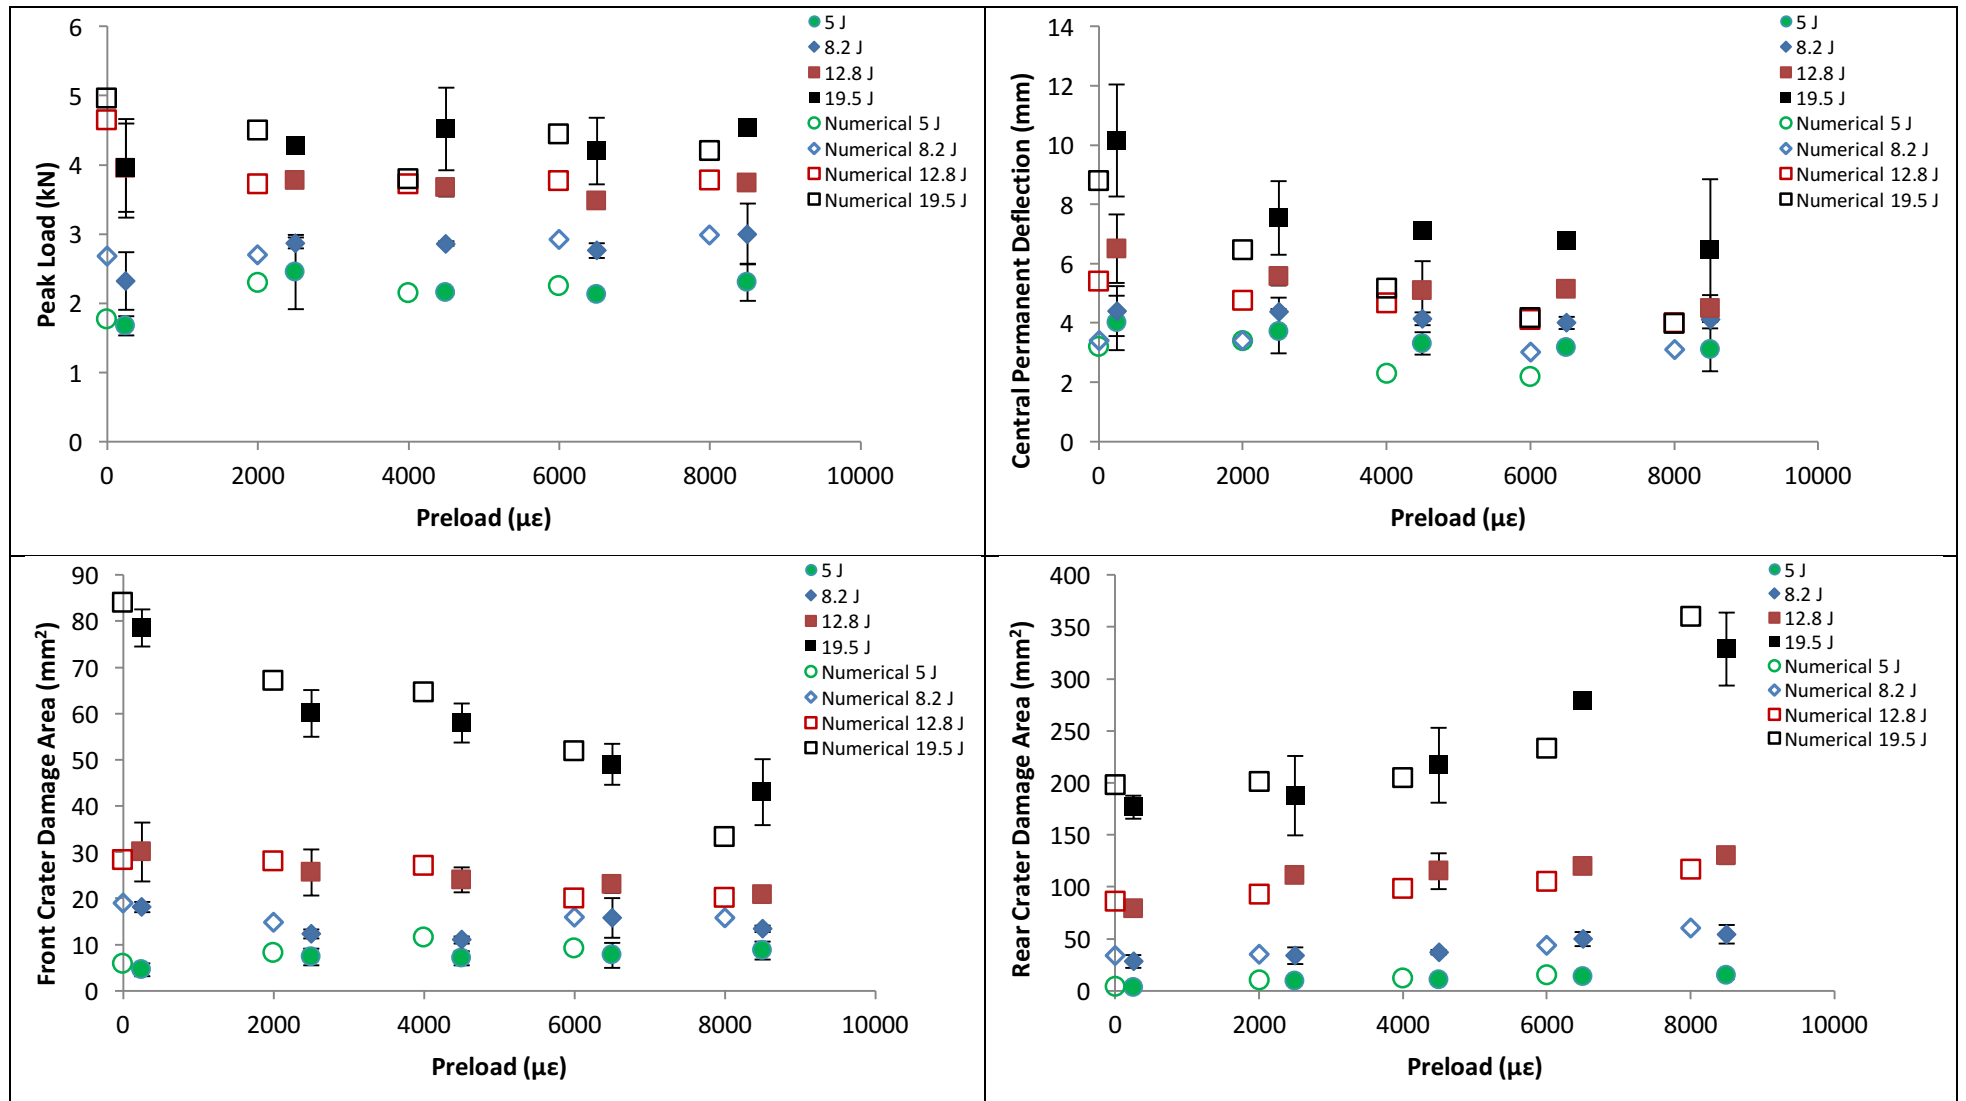 6
5
4
3
2
1
0
0 2000 4000 6000 8000 10000
Peak Load (kN)
Preload (με)
5 J
8.2 J
12.8 J
19.5 J
Numerical 5 J
Numerical 8.2 J
Numerical 12.8 J
Numerical 19.5 J
14
12
10
8
6
4
2
0
0 2000 4000 6000 8000 10000
Central Permanent Deflection (mm)
Preload (με)
5 J
8.2 J
12.8 J
19.5 J
Numerical 5 J
Numerical 8.2 J
Numerical 12.8 J
Numerical 19.5 J
90
80
70
60
50
40
30
20
10
0
0 2000 4000 6000 8000 10000
Front Crater Damage Area (mm²)
Preload (με)
5 J
8.2 J
12.8 J
19.5 J
Numerical 5 J
Numerical 8.2 J
Numerical 12.8 J
Numerical 19.5 J
400
350
300
250
200
150
100
50
0
0 2000 4000 6000 8000 10000
Rear Crater Damage Area (mm²)
Preload (με)
5 J
8.2 J
12.8 J
19.5 J
Numerical 5 J
Numerical 8.2 J
Numerical 12.8 J
Numerical 19.5 J